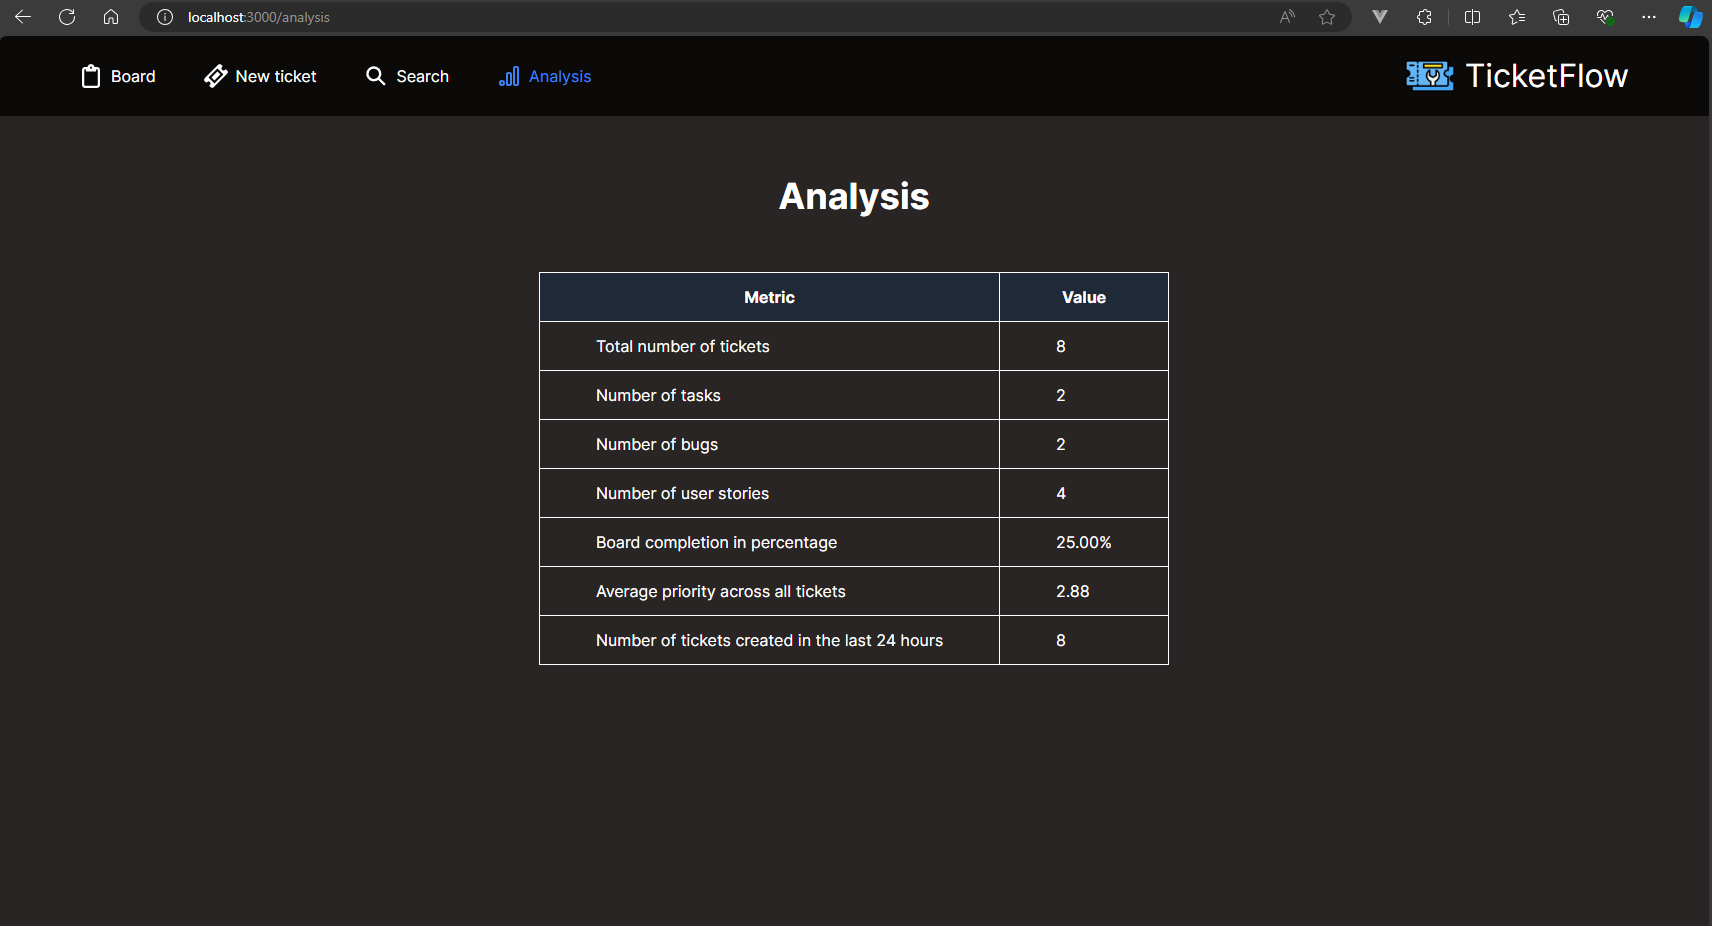 localhost:3000/analysis
Board New ticket Search Analysis TicketFlow
Analysis
Metric Value
Total number of tickets 8
Number of tasks 2
Number of bugs 2
Number of user stories 4
Board completion in percentage 25.00%
Average priority across all tickets 2.88
Number of tickets created in the last 24 hours 8